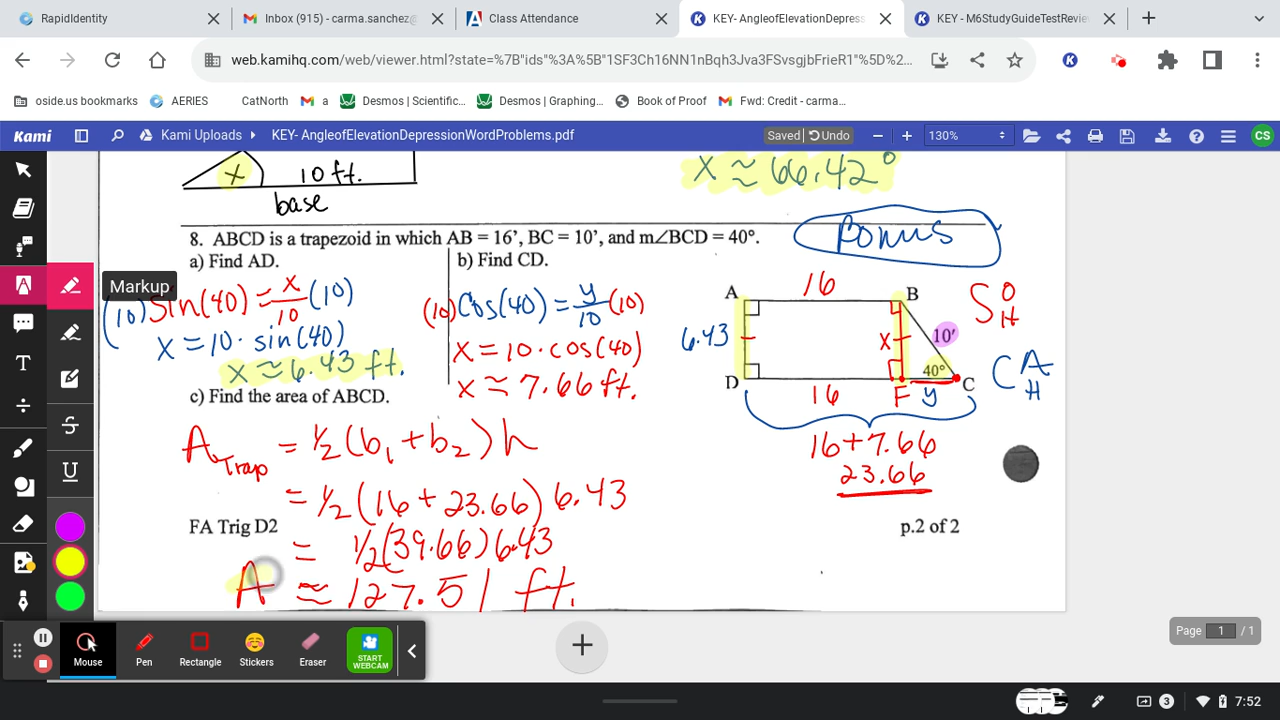 RapidIdentity
Inbox (915) - carma.sanchez@
Class Attendance
KEY- AngleofElevationDepress
KEY - M6StudyGuideTestRevie
web.kamihq.com/web/viewer.html?state=%7B"ids"%3A%5B"1SF3Ch16NN1nBqh3Jva3FSvsgjbFrieR1"%5D%2...
oside.us bookmarks
AERIES
CatNorth
a
Desmos | Scientific...
Desmos | Graphing...
Book of Proof
Fwd: Credit - carma...
Kami
Kami Uploads
KEY- AngleofElevationDepressionWordProblems.pdf
Saved
Undo
130%
CS
x
10 ft.
base
x ≈ 66.42°
8. ABCD is a trapezoid in which AB = 16', BC = 10', and m∠BCD = 40°.
Bonus
a) Find AD.
b) Find CD.
Markup
(10) Sin(40) = x/10 (10)
x = 10 · sin(40)
x ≈ 6.43 ft.
(10) Cos(40) = y/10 (10)
x = 10 · cos(40)
x ≈ 7.66 ft.
A
16
B
6.43
x
10'
40°
D
16
F
y
C
S O H
C A H
16+7.66
23.66
c) Find the area of ABCD.
A Trap = 1/2 (b1 + b2) h
= 1/2 (16 + 23.66) 6.43
FA Trig D2
p.2 of 2
= 1/2 (39.66) 6.43
A ≈ 127.51 ft.
Page 1 / 1
Mouse
Pen
Rectangle
Stickers
Eraser
START
WEBCAM
3
7:52